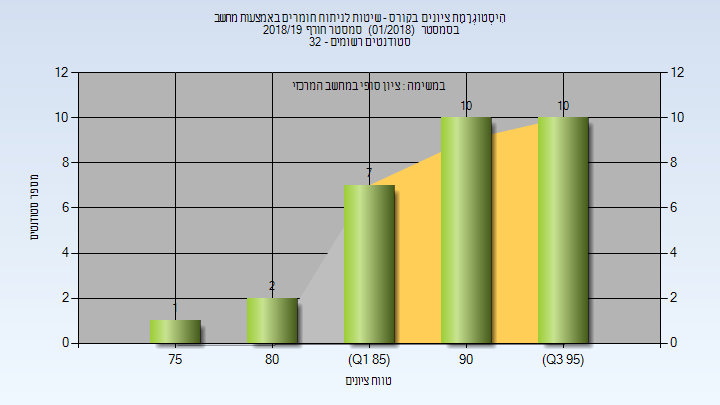 היסטוגרמת ציונים בקורס - שיטות לניתוח חומרים באמצעות מחשב
בסמסטר (01/2018) סמסטר חורף 2018/19
סטודנטים רשומים - 32
במשימה : ציון סופי במחשב המרכזי
12
10
8
6
4
2
0
12
10
8
6
4
2
0
מספר סטודנטים
1
2
7
10
10
75
80
(Q1 85)
90
(Q3 95)
טווח ציונים